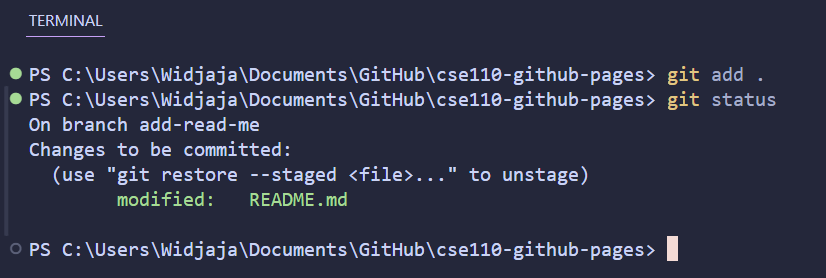 TERMINAL
PS C:\Users\Widjaja\Documents\GitHub\cse110-github-pages> git add .
PS C:\Users\Widjaja\Documents\GitHub\cse110-github-pages> git status
On branch add-read-me
Changes to be committed:
  (use "git restore --staged <file>..." to unstage)
        modified:   README.md
PS C:\Users\Widjaja\Documents\GitHub\cse110-github-pages>